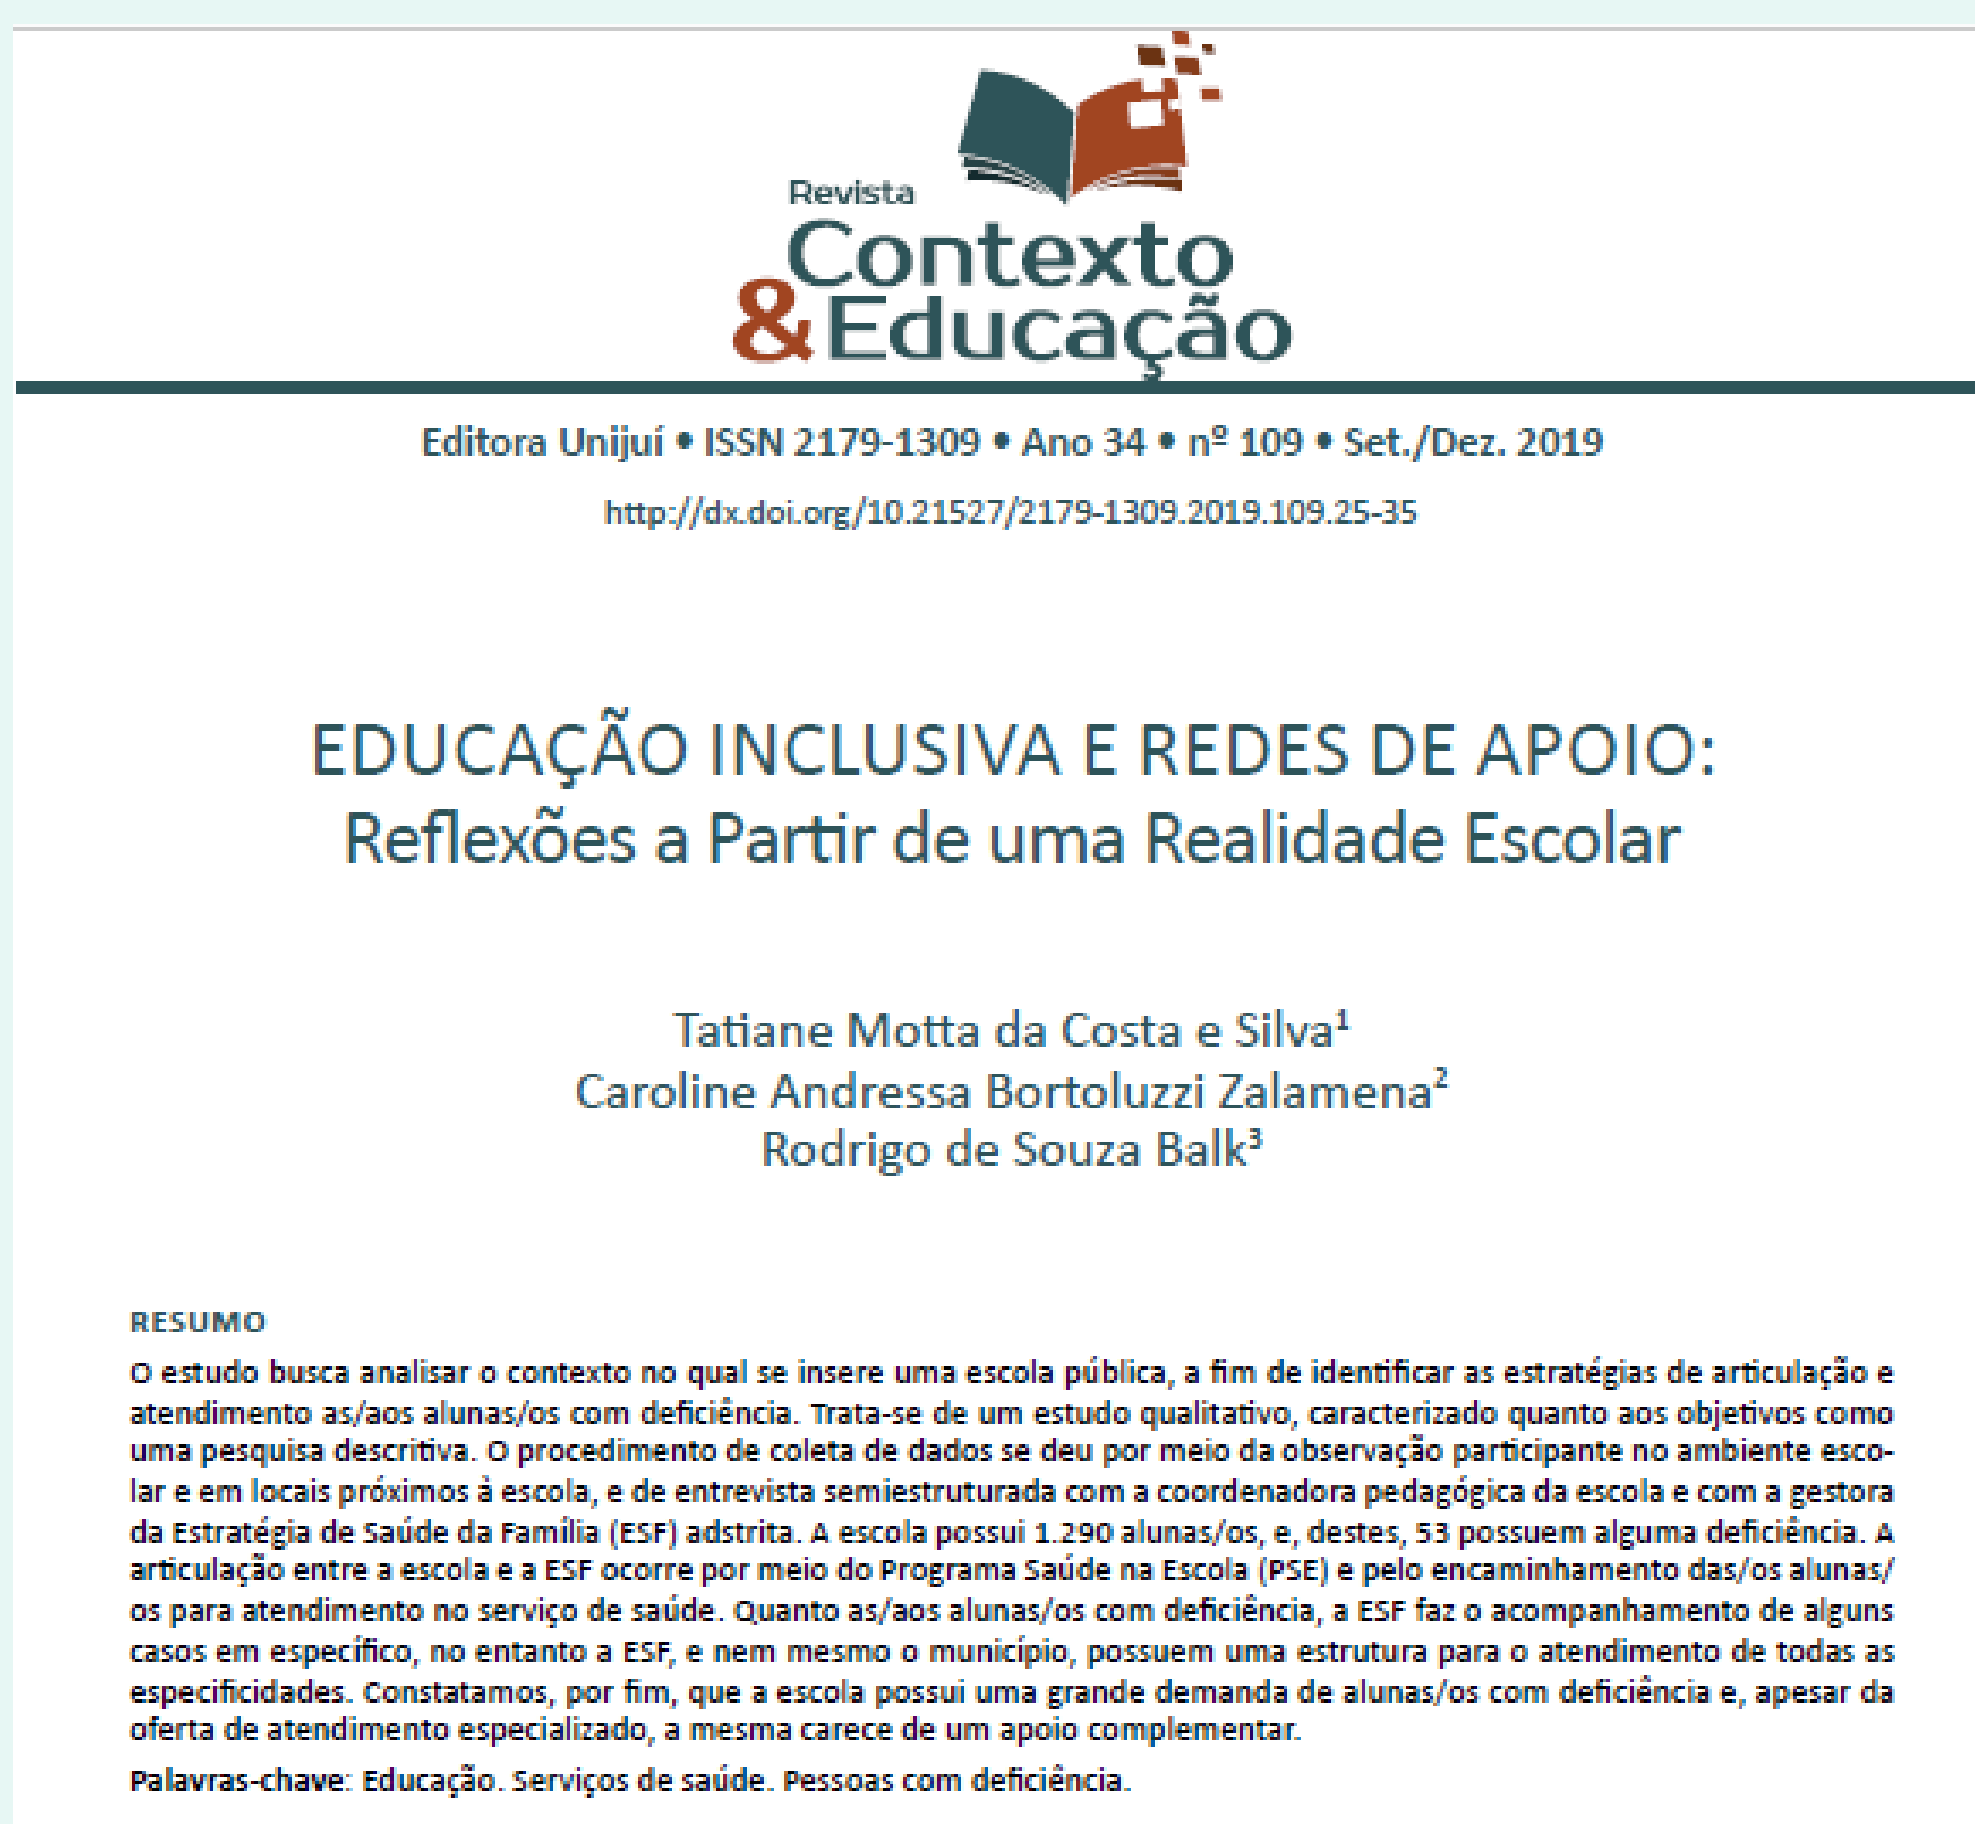 Revista
Contexto
&Educação
Editora Unijuí • ISSN 2179-1309 • Ano 34 • nº 109 • Set./Dez. 2019
http://dx.doi.org/10.21527/2179-1309.2019.109.25-35
EDUCAÇÃO INCLUSIVA E REDES DE APOIO:
Reflexões a Partir de uma Realidade Escolar
Tatiane Motta da Costa e Silva¹
Caroline Andressa Bortoluzzi Zalamena²
Rodrigo de Souza Balk³
RESUMO
O estudo busca analisar o contexto no qual se insere uma escola pública, a fim de identificar as estratégias de articulação e
atendimento as/aos alunas/os com deficiência. Trata-se de um estudo qualitativo, caracterizado quanto aos objetivos como
uma pesquisa descritiva. O procedimento de coleta de dados se deu por meio da observação participante no ambiente esco-
lar e em locais próximos à escola, e de entrevista semiestruturada com a coordenadora pedagógica da escola e com a gestora
da Estratégia de Saúde da Família (ESF) adstrita. A escola possui 1.290 alunas/os, e, destes, 53 possuem alguma deficiência. A
articulação entre a escola e a ESF ocorre por meio do Programa Saúde na Escola (PSE) e pelo encaminhamento das/os alunas/
os para atendimento no serviço de saúde. Quanto as/aos alunas/os com deficiência, a ESF faz o acompanhamento de alguns
casos em específico, no entanto a ESF, e nem mesmo o município, possuem uma estrutura para o atendimento de todas as
especificidades. Constatamos, por fim, que a escola possui uma grande demanda de alunas/os com deficiência e, apesar da
oferta de atendimento especializado, a mesma carece de um apoio complementar.
Palavras-chave: Educação. Serviços de saúde. Pessoas com deficiência.